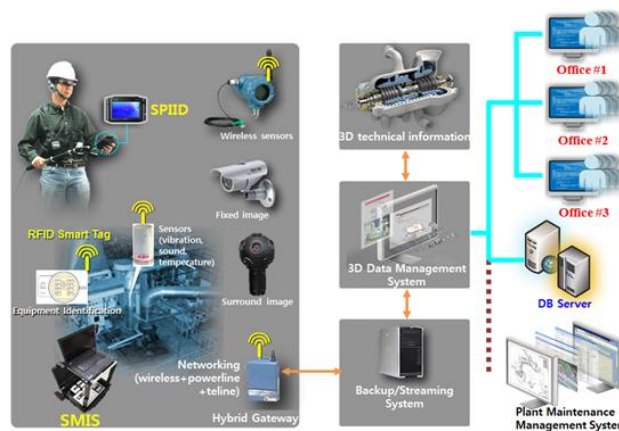 SPIID
Wireless sensors
Fixed image
RFID Smart Tag
Sensors
(vibration,
sound,
temperature)
Equipment Identification
Surround image
SMIS
Networking
(wireless+powerline
+teline)
Hybrid Gateway
3D technical information
3D Data Management
System
Backup/Streaming
System
Office #1
Office #2
Office #3
DB Server
Plant Maintenance
Management System